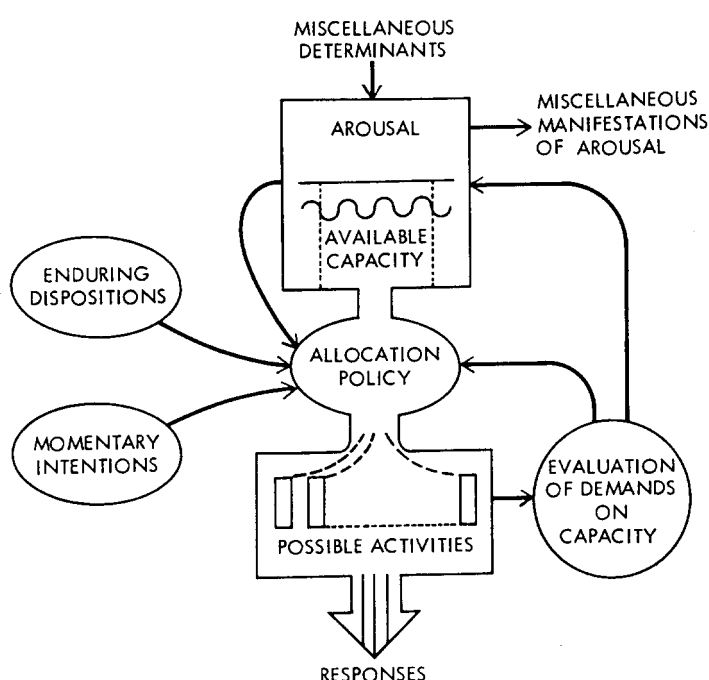 MISCELLANEOUS
DETERMINANTS
AROUSAL
MISCELLANEOUS
MANIFESTATIONS
OF AROUSAL
AVAILABLE
CAPACITY
ENDURING
DISPOSITIONS
ALLOCATION
POLICY
MOMENTARY
INTENTIONS
EVALUATION
OF DEMANDS
ON
CAPACITY
POSSIBLE ACTIVITIES
RESPONSES